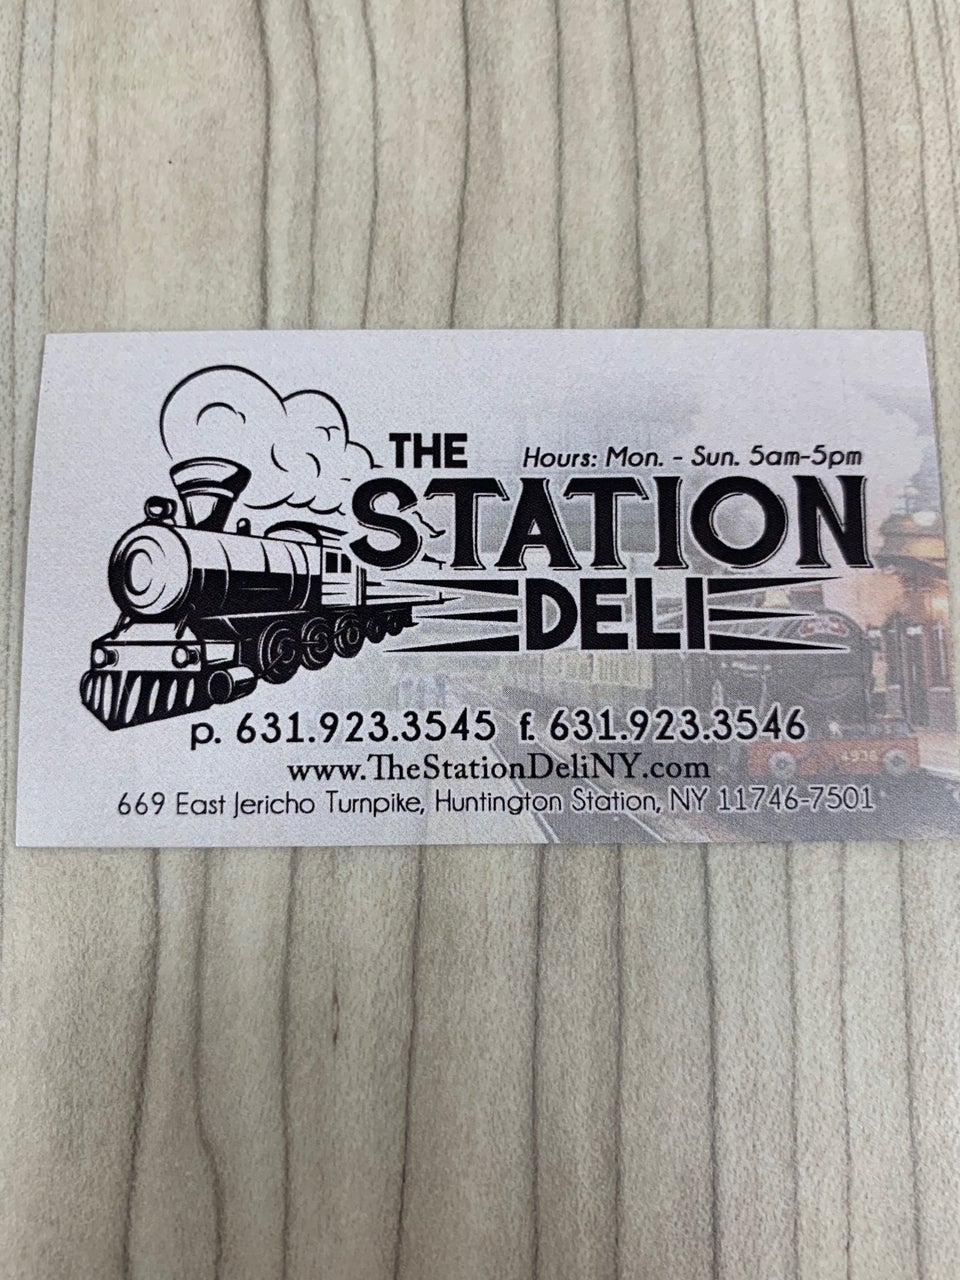 THE
Hours: Mon. - Sun. 5am-5pm
STATION
DELI
p. 631.923.3545 f. 631.923.3546
www.TheStationDeliNY.com
669 East Jericho Turnpike, Huntington Station, NY 11746-7501